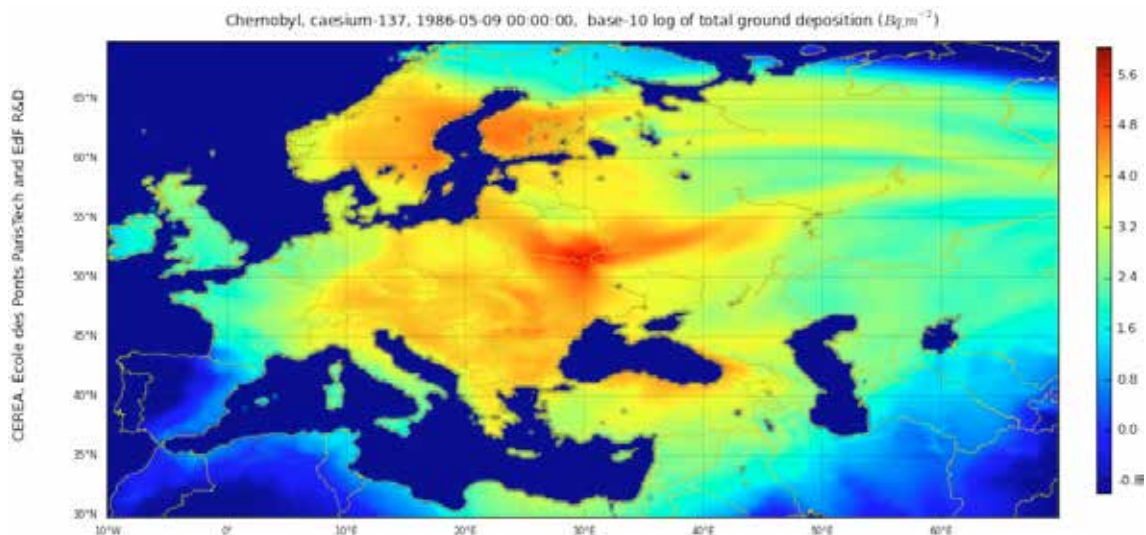 Chernobyl, caesium-137, 1986-05-09 00:00:00, base-10 log of total ground deposition (Bq.m⁻²)
CEREA, École des Ponts ParisTech and EdF R&D
65°N
60°N
55°N
50°N
45°N
40°N
35°N
30°N
10°W
0°
10°E
20°E
30°E
40°E
50°E
60°E
5.6
4.8
4.0
3.2
2.4
1.6
0.8
0.0
-0.8